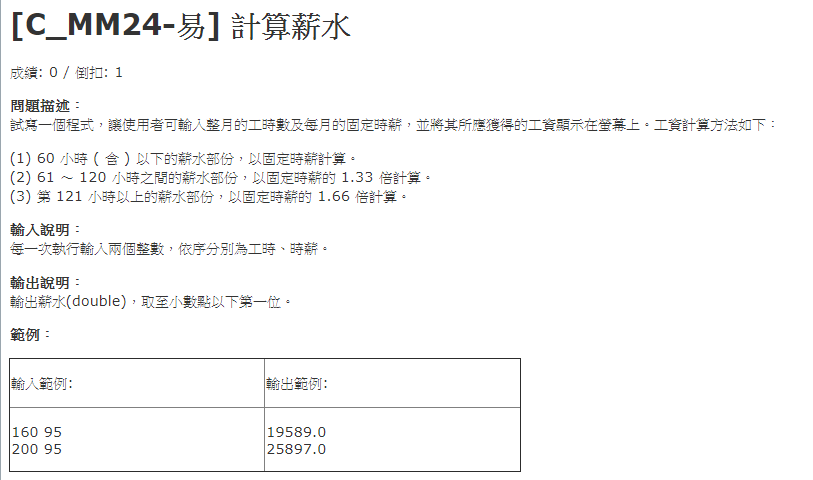 [C_MM24-易] 計算薪水
成績: 0 / 倒扣: 1
問題描述：
試寫一個程式，讓使用者可輸入整月的工時數及每月的固定時薪，並將其所應獲得的工資顯示在螢幕上。工資計算方法如下：
(1) 60 小時 ( 含 ) 以下的薪水部份，以固定時薪計算。
(2) 61 ～ 120 小時之間的薪水部份，以固定時薪的 1.33 倍計算。
(3) 第 121 小時以上的薪水部份，以固定時薪的 1.66 倍計算。
輸入說明：
每一次執行輸入兩個整數，依序分別為工時、時薪。
輸出說明：
輸出薪水(double)，取至小數點以下第一位。
範例：
輸入範例: 輸出範例:
160 95 19589.0
200 95 25897.0